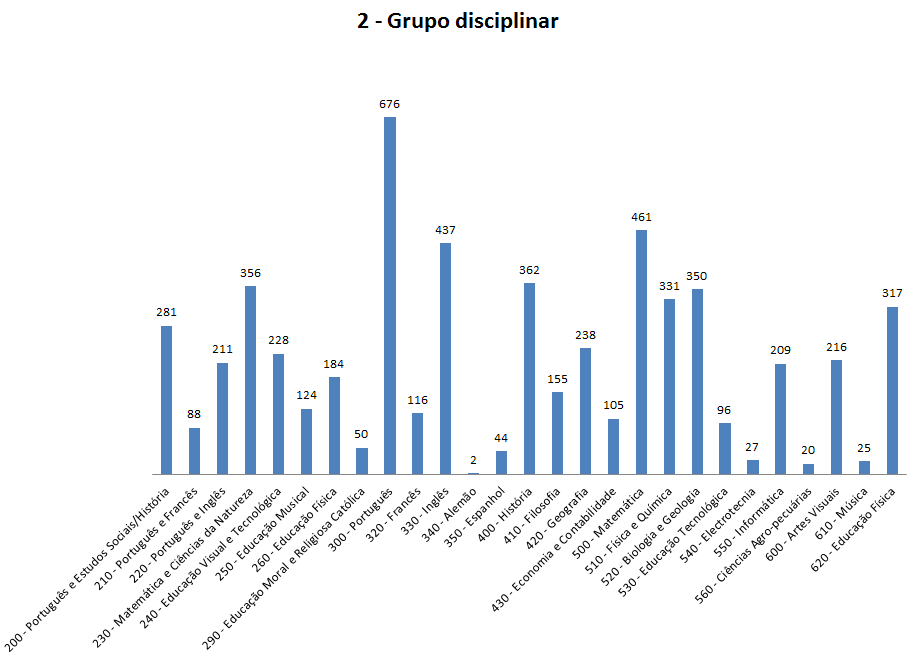 2 - Grupo disciplinar
281
88
211
356
228
124
184
50
676
116
437
2
44
362
155
238
105
461
331
350
96
27
209
20
216
25
317
200 - Português e Estudos Sociais/História
210 - Português e Francês
220 - Português e Inglês
230 - Matemática e Ciências da Natureza
240 - Educação Visual e Tecnológica
250 - Educação Musical
260 - Educação Física
290 - Educação Moral e Religiosa Católica
300 - Português
320 - Francês
330 - Inglês
340 - Alemão
350 - Espanhol
400 - História
410 - Filosofia
420 - Geografia
430 - Economia e Contabilidade
500 - Matemática
510 - Física e Química
520 - Biologia e Geologia
530 - Educação Tecnológica
540 - Electrotecnia
550 - Informática
560 - Ciências Agro-pecuárias
600 - Artes Visuais
610 - Música
620 - Educação Física